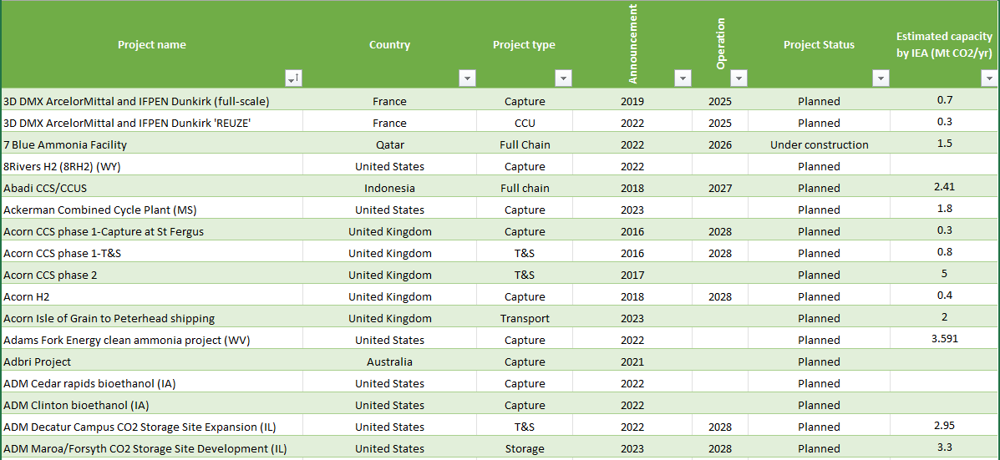 Project name Country Project type Announcement Operation Project Status Estimated capacity
by IEA (Mt CO2/yr)
3D DMX ArcelorMittal and IFPEN Dunkirk (full-scale) France Capture 2019 2025 Planned 0.7
3D DMX ArcelorMittal and IFPEN Dunkirk 'REUZE' France CCU 2022 2025 Planned 0.3
7 Blue Ammonia Facility Qatar Full Chain 2022 2026 Under construction 1.5
8Rivers H2 (8RH2) (WY) United States Capture 2022 Planned
Abadi CCS/CCUS Indonesia Full chain 2018 2027 Planned 2.41
Ackerman Combined Cycle Plant (MS) United States Capture 2023 Planned 1.8
Acorn CCS phase 1-Capture at St Fergus United Kingdom Capture 2016 2028 Planned 0.3
Acorn CCS phase 1-T&S United Kingdom T&S 2016 2028 Planned 0.8
Acorn CCS phase 2 United Kingdom T&S 2017 Planned 5
Acorn H2 United Kingdom Capture 2018 2028 Planned 0.4
Acorn Isle of Grain to Peterhead shipping United Kingdom Transport 2023 Planned 2
Adams Fork Energy clean ammonia project (WV) United States Capture 2022 Planned 3.591
Adbri Project Australia Capture 2021 Planned
ADM Cedar rapids bioethanol (IA) United States Capture 2022 Planned
ADM Clinton bioethanol (IA) United States Capture 2022 Planned
ADM Decatur Campus CO2 Storage Site Expansion (IL) United States T&S 2022 2028 Planned 2.95
ADM Maroa/Forsyth CO2 Storage Site Development (IL) United States Storage 2023 2028 Planned 3.3